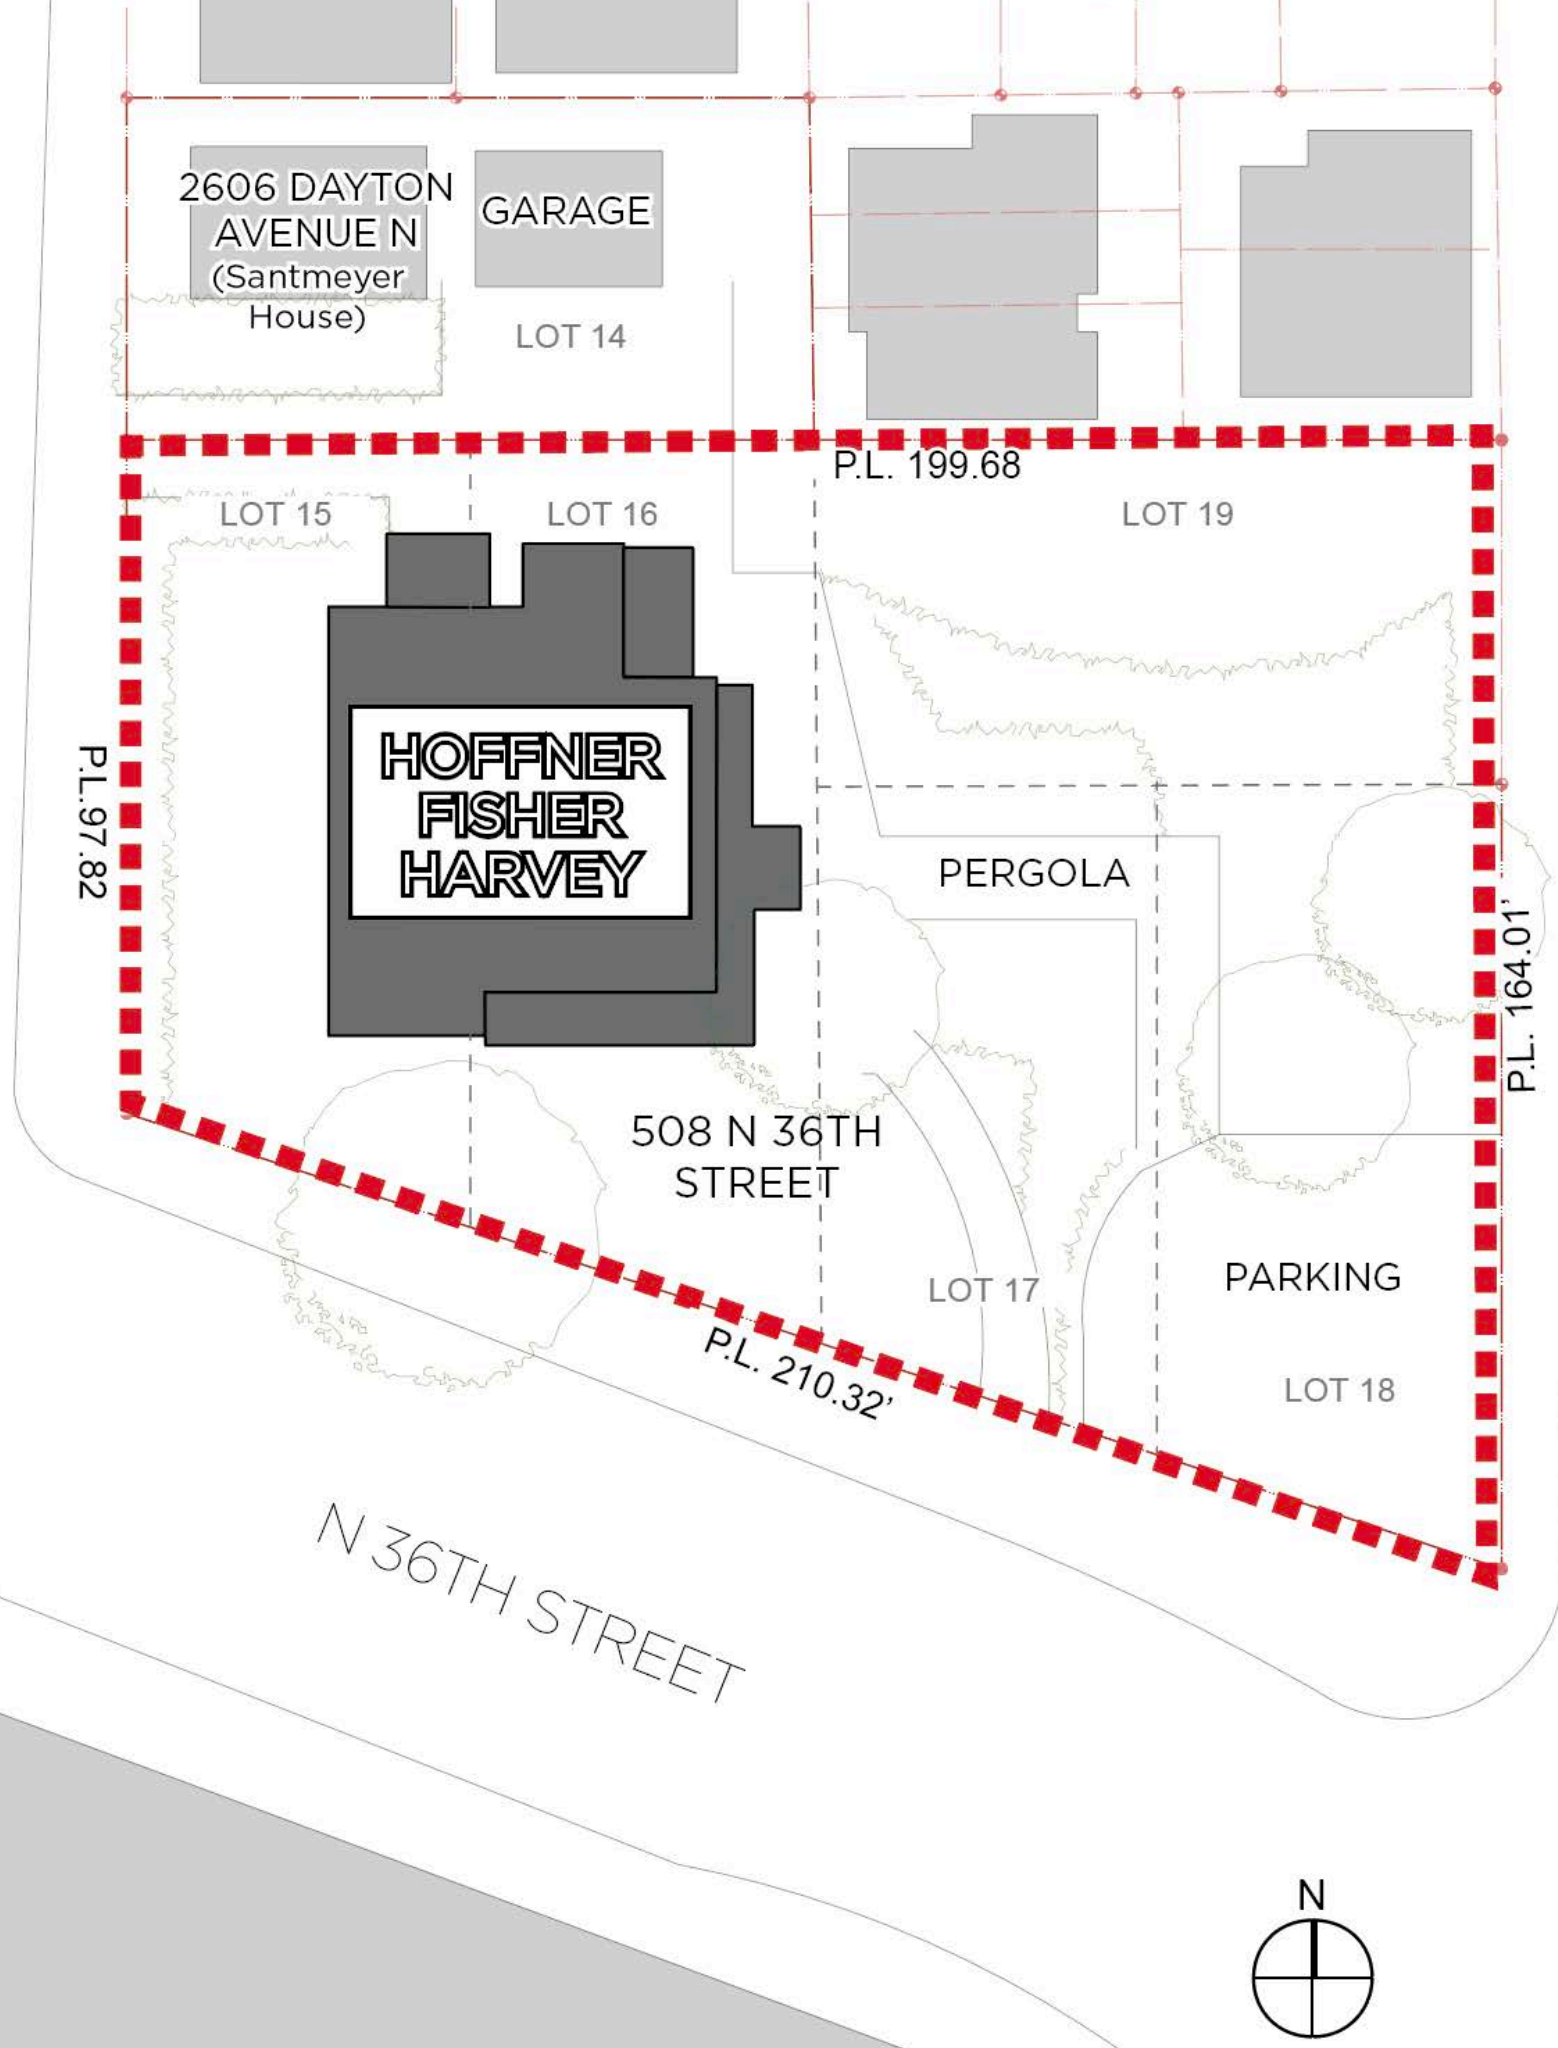 2606 DAYTON
AVENUE N
(Santmeyer
House)
GARAGE
LOT 14
P.L. 199.68
LOT 15
LOT 16
LOT 19
HOFFNER
FISHER
HARVEY
P.L.97.82
PERGOLA
P.L. 164.01’
508 N 36TH
STREET
LOT 17
PARKING
P.L. 210.32’
LOT 18
N 36TH STREET
N